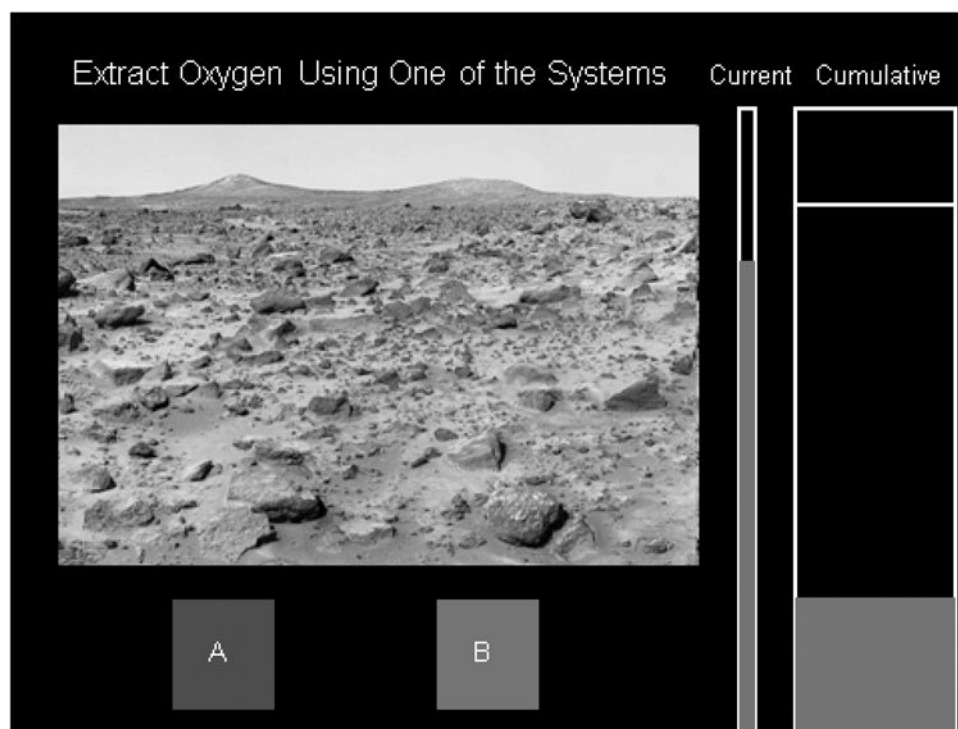 Extract Oxygen Using One of the Systems
Current
Cumulative
A
B